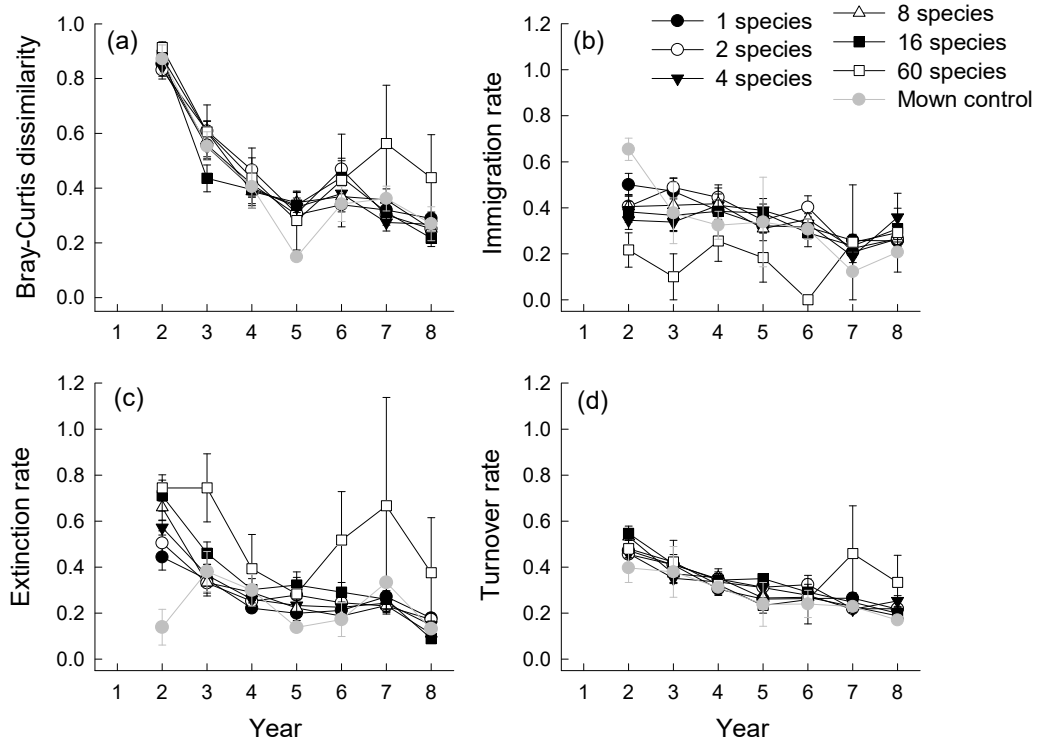 (a)
Bray-Curtis dissimilarity
1.0
0.8
0.6
0.4
0.2
0.0
1 2 3 4 5 6 7 8
(b)
Immigration rate
1.2
1.0
0.8
0.6
0.4
0.2
0.0
1 2 3 4 5 6 7 8
1 species
2 species
4 species
8 species
16 species
60 species
Mown control
(c)
Extinction rate
1.2
1.0
0.8
0.6
0.4
0.2
0.0
1 2 3 4 5 6 7 8
Year
(d)
Turnover rate
1.2
1.0
0.8
0.6
0.4
0.2
0.0
1 2 3 4 5 6 7 8
Year